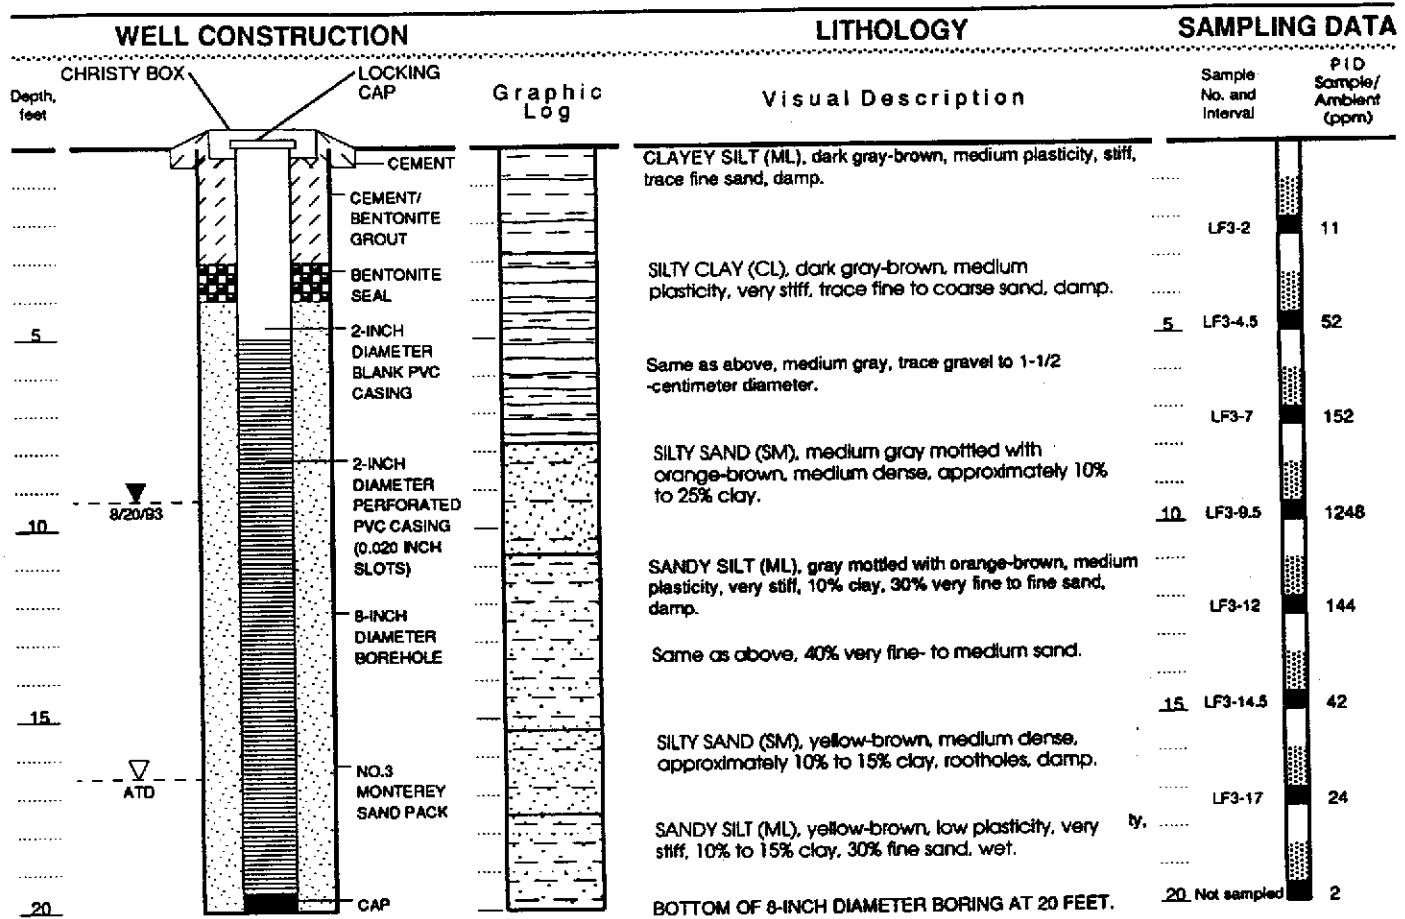 WELL CONSTRUCTION
LITHOLOGY
SAMPLING DATA
Depth,
feet
CHRISTY BOX
LOCKING
CAP
Graphic
Log
Visual Description
Sample
No. and
Interval
PID
Sample/
Ambient
(ppm)
CEMENT
CEMENT/
BENTONITE
GROUT
BENTONITE
SEAL
2-INCH
DIAMETER
BLANK PVC
CASING
2-INCH
DIAMETER
PERFORATED
PVC CASING
(0.020 INCH
SLOTS)
8-INCH
DIAMETER
BOREHOLE
NO.3
MONTEREY
SAND PACK
CAP
5
8/20/93
10
15
ATD
20
CLAYEY SILT (ML), dark gray-brown, medium plasticity, stiff,
trace fine sand, damp.
SILTY CLAY (CL), dark gray-brown, medium
plasticity, very stiff, trace fine to coarse sand, damp.
Same as above, medium gray, trace gravel to 1-1/2
-centimeter diameter.
SILTY SAND (SM), medium gray mottled with
orange-brown, medium dense, approximately 10%
to 25% clay.
SANDY SILT (ML), gray mottled with orange-brown, medium
plasticity, very stiff, 10% clay, 30% very fine to fine sand,
damp.
Same as above, 40% very fine- to medium sand.
SILTY SAND (SM), yellow-brown, medium dense,
approximately 10% to 15% clay, rootholes, damp.
SANDY SILT (ML), yellow-brown, low plasticity, very
stiff, 10% to 15% clay, 30% fine sand, wet.
ty,
BOTTOM OF 8-INCH DIAMETER BORING AT 20 FEET.
LF3-2 11
5 LF3-4.5 52
LF3-7 152
10 LF3-9.5 1248
LF3-12 144
15 LF3-14.5 42
LF3-17 24
20 Not sampled 2